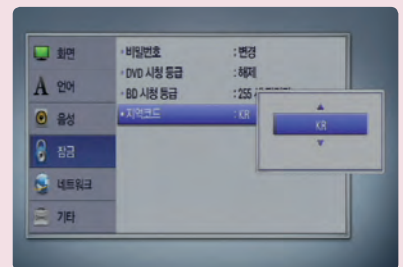 화면
언어
음성
잠금
네트워크
기타
• 비밀번호 : 변경
• DVD 시청 등급 : 해제
• BD 시청 등급 : 255
• 지역코드 : KR
KR